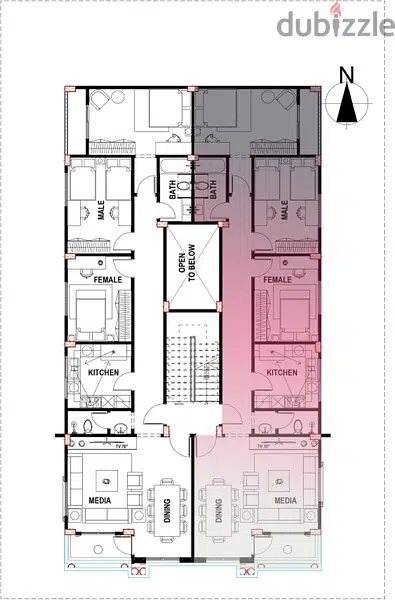 dubizzle
N
BATH
BATH
MALE
MALE
OPEN
TO BELOW
FEMALE
FEMALE
KITCHEN
KITCHEN
TV 70"
TV 70"
MEDIA
DINING
DINING
MEDIA